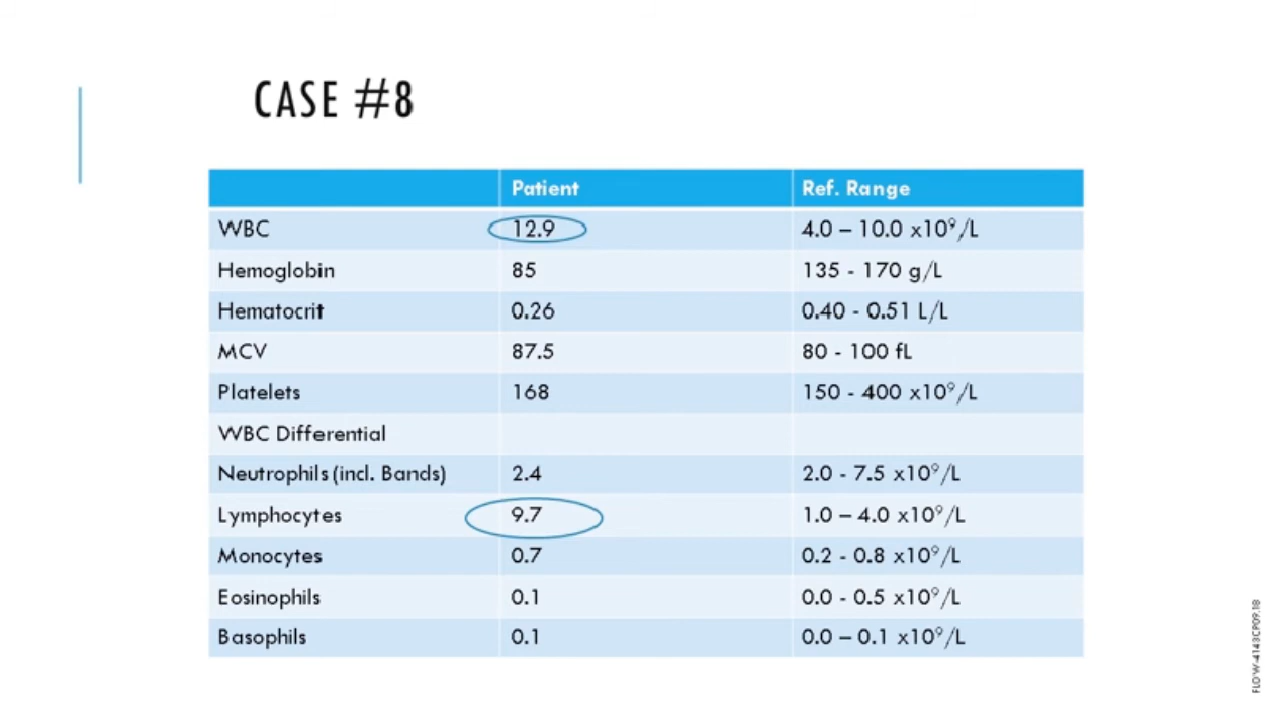 CASE #8
Patient Ref. Range
WBC 12.9 4.0 – 10.0 x10⁹/L
Hemoglobin 85 135 - 170 g/L
Hematocrit 0.26 0.40 - 0.51 L/L
MCV 87.5 80 - 100 fL
Platelets 168 150 - 400 x10⁹/L
WBC Differential
Neutrophils (incl. Bands) 2.4 2.0 - 7.5 x10⁹/L
Lymphocytes 9.7 1.0 – 4.0 x10⁹/L
Monocytes 0.7 0.2 - 0.8 x10⁹/L
Eosinophils 0.1 0.0 - 0.5 x10⁹/L
Basophils 0.1 0.0 – 0.1 x10⁹/L
FLOW-4143CP09.18